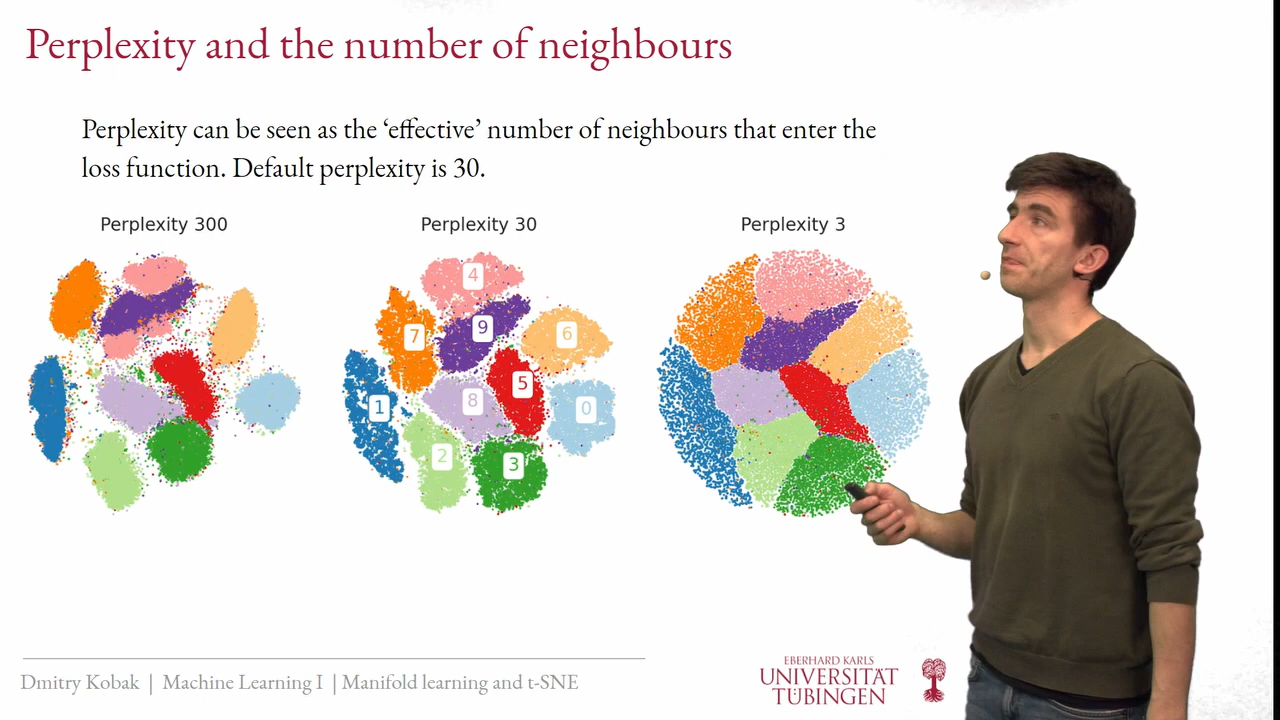 Perplexity and the number of neighbours
Perplexity can be seen as the ‘effective’ number of neighbours that enter the
loss function. Default perplexity is 30.
Perplexity 300
Perplexity 30
Perplexity 3
4
7
9
6
5
1
8
0
2
3
Dmitry Kobak | Machine Learning I | Manifold learning and t-SNE
EBERHARD KARLS
UNIVERSITÄT
TÜBINGEN